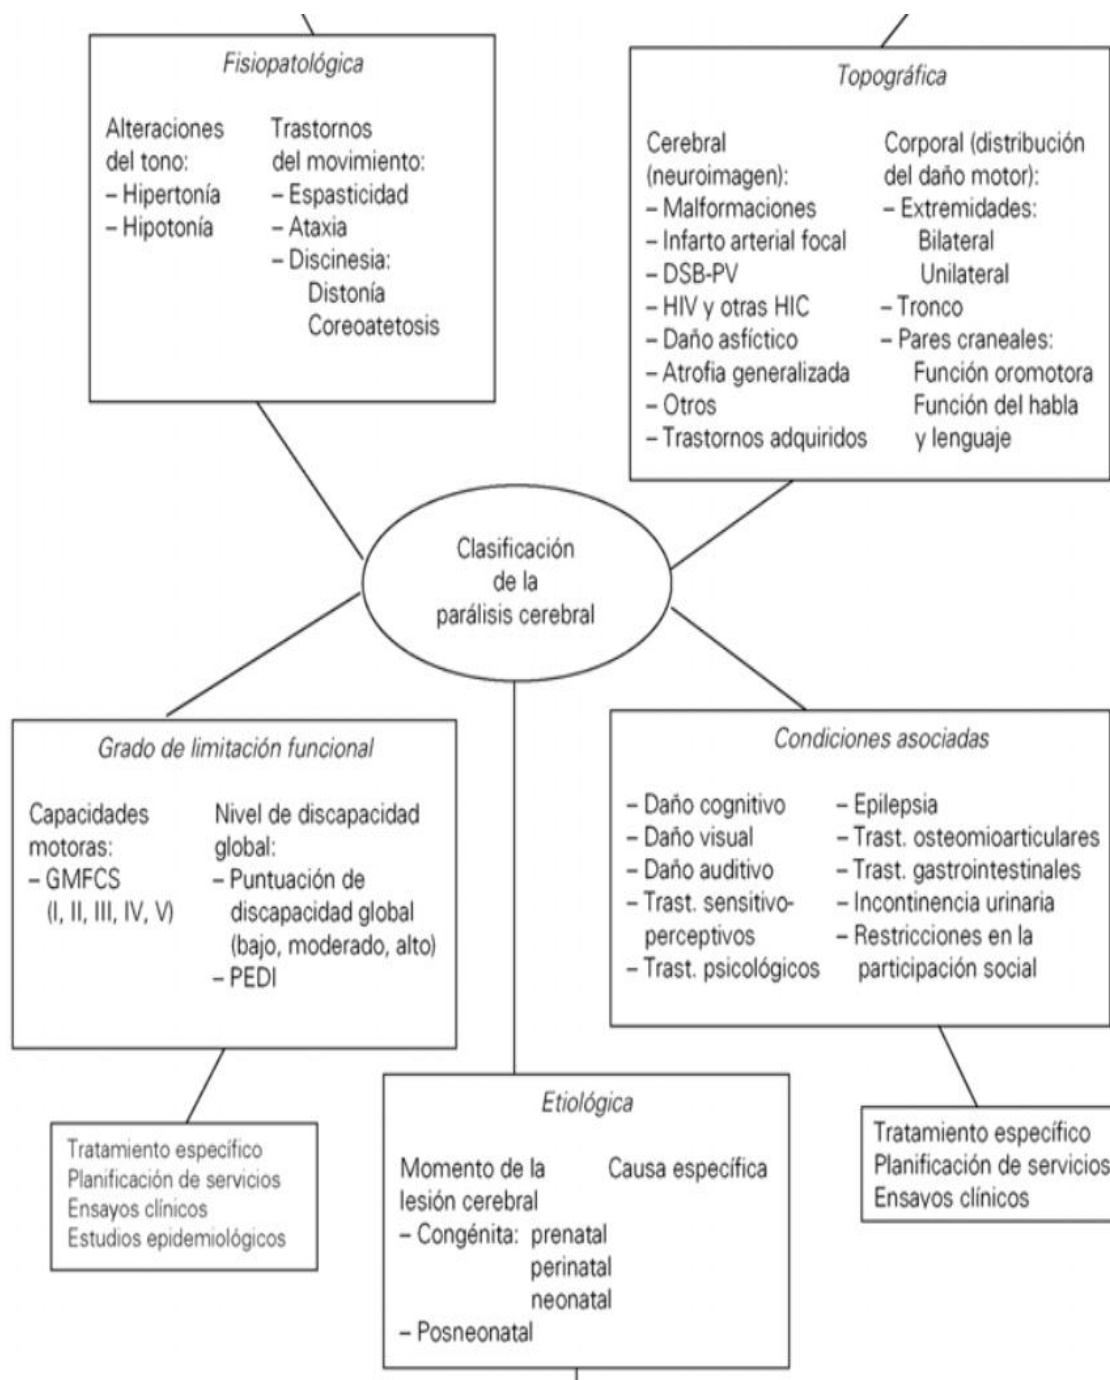 Fisiopatológica
Alteraciones
del tono:
– Hipertonía
– Hipotonía
Trastornos
del movimiento:
– Espasticidad
– Ataxia
– Discinesia:
Distonía
Coreoatetosis
Topográfica
Cerebral
(neuroimagen):
– Malformaciones
– Infarto arterial focal
– DSB-PV
– HIV y otras HIC
– Daño asfíctico
– Atrofia generalizada
– Otros
– Trastornos adquiridos
Corporal (distribución
del daño motor):
– Extremidades:
Bilateral
Unilateral
– Tronco
– Pares craneales:
Función oromotora
Función del habla
y lenguaje
Clasificación
de la
parálisis cerebral
Grado de limitación funcional
Capacidades
motoras:
– GMFCS
(I, II, III, IV, V)
Nivel de discapacidad
global:
– Puntuación de
discapacidad global
(bajo, moderado, alto)
– PEDI
Condiciones asociadas
– Daño cognitivo
– Daño visual
– Daño auditivo
– Trast. sensitivo-
perceptivos
– Trast. psicológicos
– Epilepsia
– Trast. osteomioarticulares
– Trast. gastrointestinales
– Incontinencia urinaria
– Restricciones en la
participación social
Tratamiento específico
Planificación de servicios
Ensayos clínicos
Estudios epidemiológicos
Etiológica
Momento de la
lesión cerebral
– Congénita: prenatal
perinatal
neonatal
– Posneonatal
Causa específica
Tratamiento específico
Planificación de servicios
Ensayos clínicos